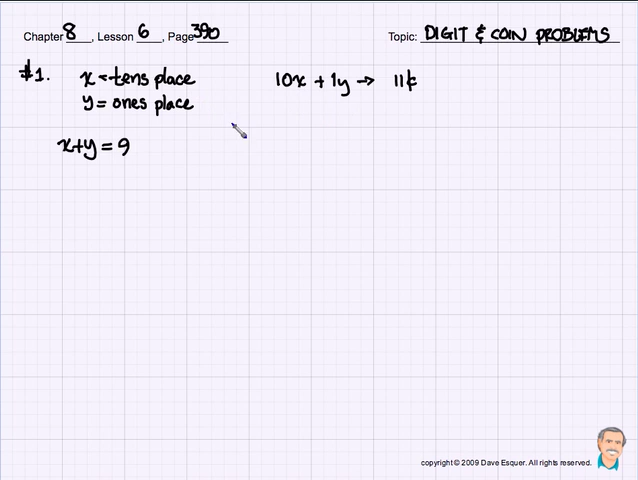 Chapter 8, Lesson 6, Page 390
Topic: DIGIT & COIN PROBLEMS
#1. x = tens place
10x + 1y → 11¢
y = ones place
x+y = 9
copyright © 2009 Dave Esquer. All rights reserved.